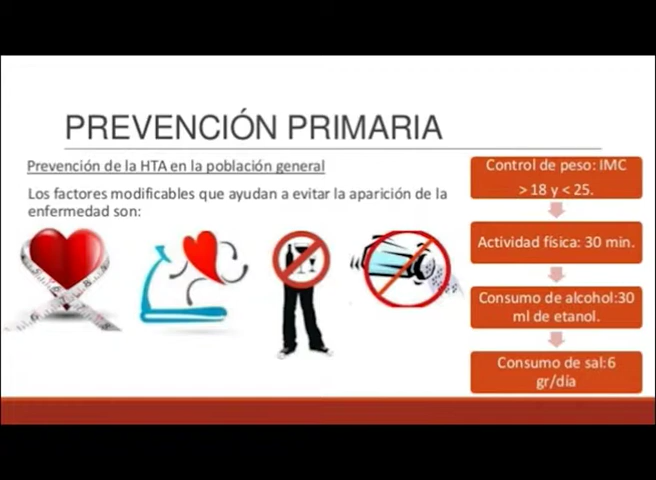 PREVENCIÓN PRIMARIA
Prevención de la HTA en la población general
Los factores modificables que ayudan a evitar la aparición de la
enfermedad son:
Control de peso: IMC
> 18 y < 25.
Actividad física: 30 min.
Consumo de alcohol:30
ml de etanol.
Consumo de sal:6
gr/día